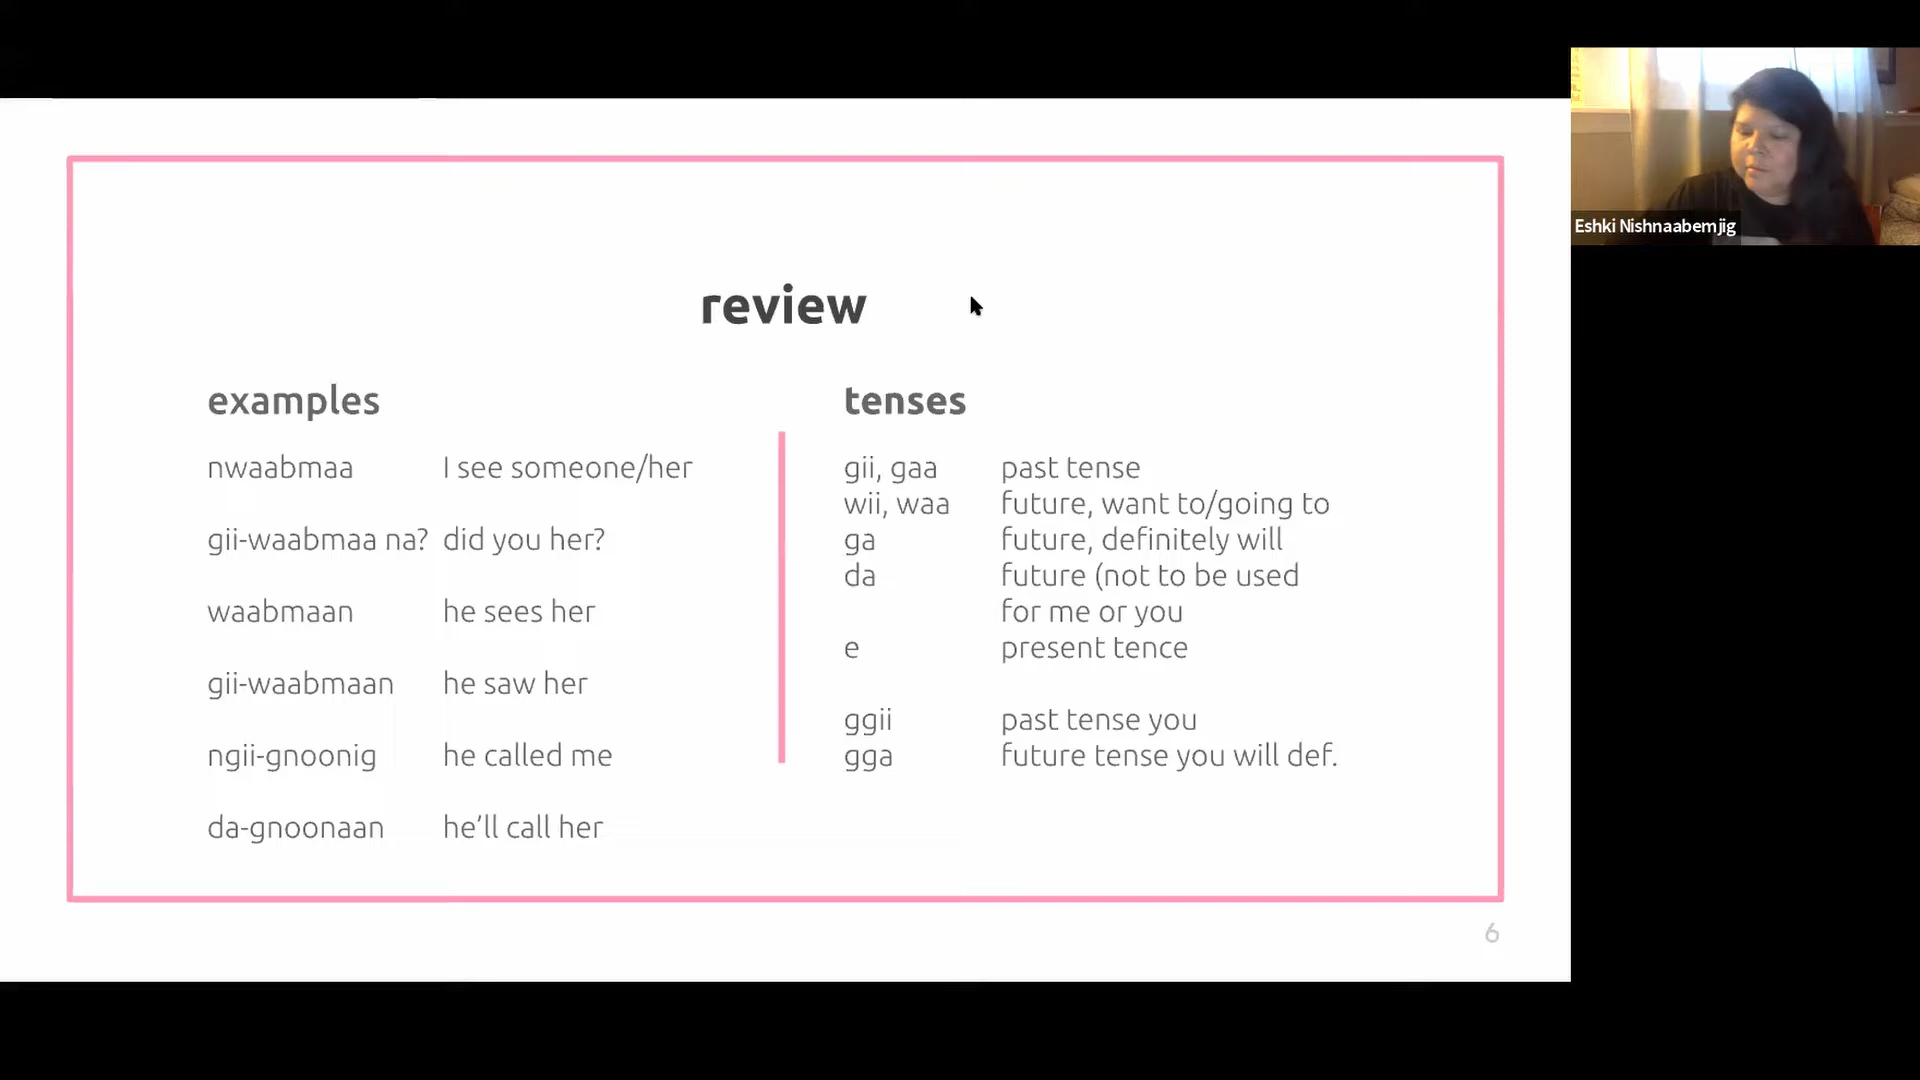 Eshki Nishnaabemjig
review
examples
nwaabmaa I see someone/her
gii-waabmaa na? did you her?
waabmaan he sees her
gii-waabmaan he saw her
ngii-gnoonig he called me
da-gnoonaan he'll call her
tenses
gii, gaa past tense
wii, waa future, want to/going to
ga future, definitely will
da future (not to be used
for me or you
e present tence
ggii past tense you
gga future tense you will def.
6